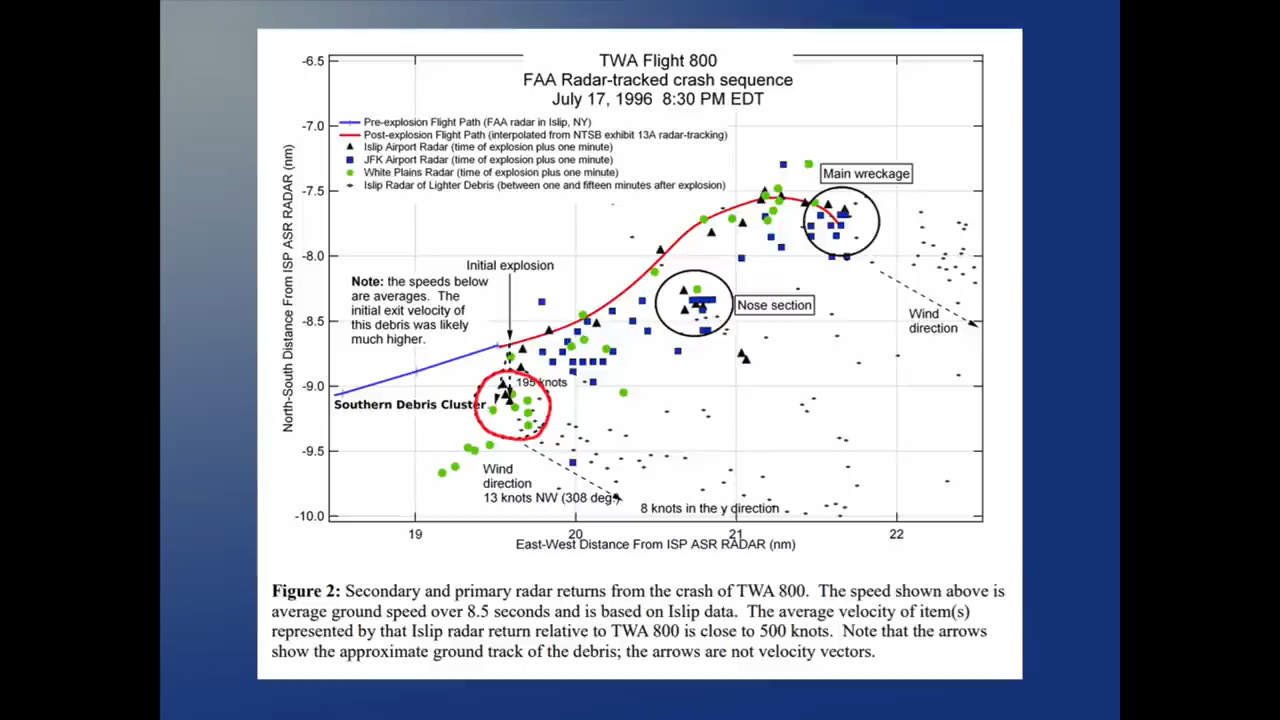 TWA Flight 800
FAA Radar-tracked crash sequence
July 17, 1996 8:30 PM EDT
Pre-explosion Flight Path (FAA radar in Islip, NY)
Post-explosion Flight Path (interpolated from NTSB exhibit 13A radar-tracking)
Islip Airport Radar (time of explosion plus one minute)
JFK Airport Radar (time of explosion plus one minute)
White Plains Radar (time of explosion plus one minute)
Islip Radar of Lighter Debris (between one and fifteen minutes after explosion)
North-South Distance From ISP ASR RADAR (nm)
-6.5
-7.0
-7.5
-8.0
-8.5
-9.0
-9.5
-10.0
Main wreckage
Initial explosion
Note: the speeds below
are averages. The
initial exit velocity of
this debris was likely
much higher.
Nose section
Wind
direction
195 knots
Southern Debris Cluster
Wind
direction
13 knots NW (308 deg.)
8 knots in the y direction
19
20
21
22
East-West Distance From ISP ASR RADAR (nm)
Figure 2: Secondary and primary radar returns from the crash of TWA 800. The speed shown above is
average ground speed over 8.5 seconds and is based on Islip data. The average velocity of item(s)
represented by that Islip radar return relative to TWA 800 is close to 500 knots. Note that the arrows
show the approximate ground track of the debris; the arrows are not velocity vectors.